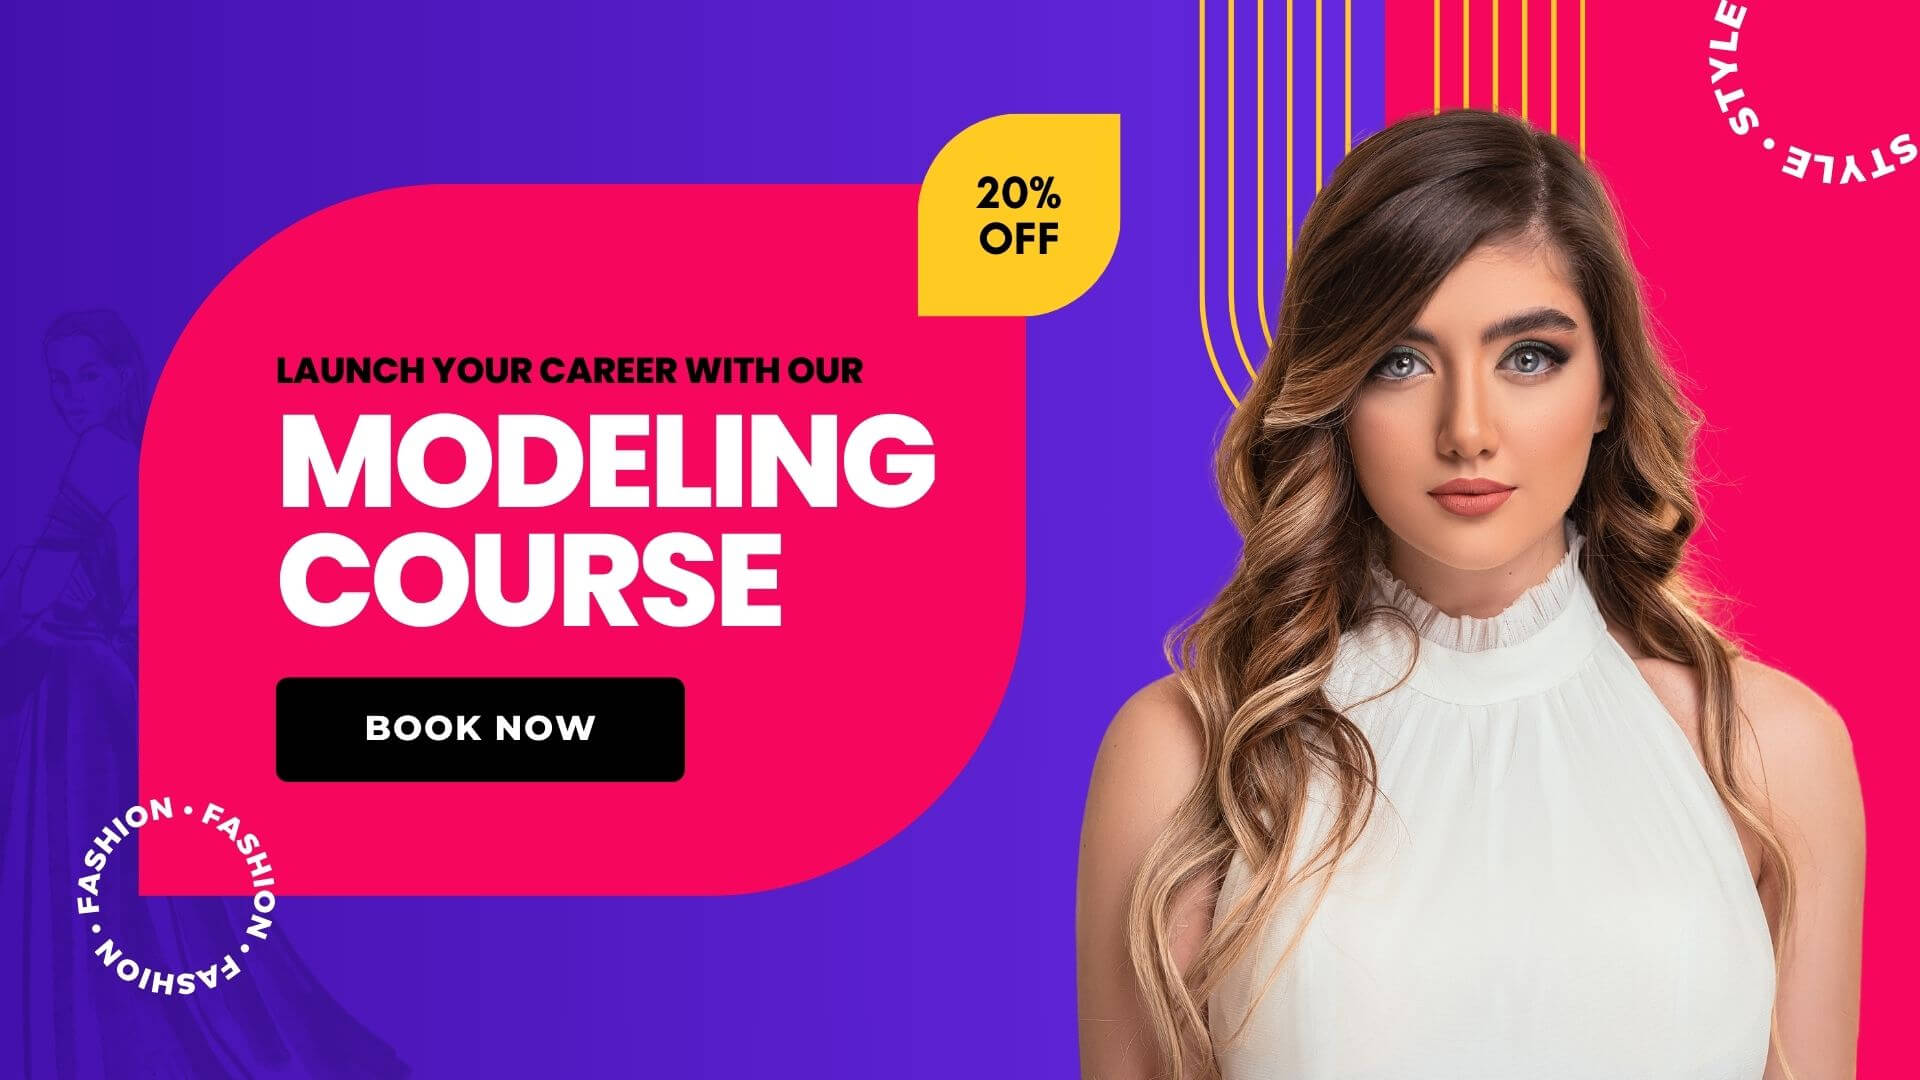 STYLE • STYLE
20%
OFF
LAUNCH YOUR CAREER WITH OUR
MODELING
COURSE
BOOK NOW
FASHION • FASHION • FASHION •